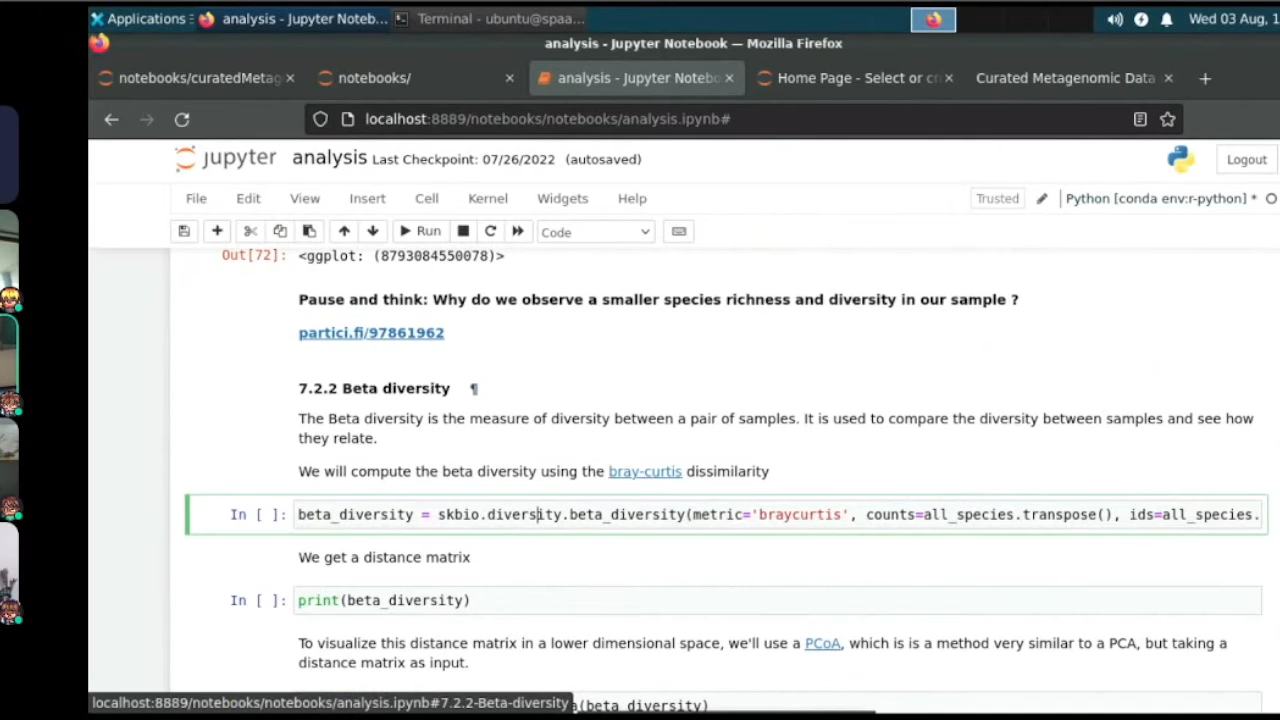 Applications analysis - Jupyter Noteb... Terminal - ubuntu@spaa... Wed 03 Aug, 1
analysis - Jupyter Notebook — Mozilla Firefox
notebooks/curatedMetag notebooks/ analysis - Jupyter Notebo Home Page - Select or cr Curated Metagenomic Data
localhost:8889/notebooks/notebooks/analysis.ipynb#
jupyter analysis Last Checkpoint: 07/26/2022 (autosaved) Logout
File Edit View Insert Cell Kernel Widgets Help Trusted Python [conda env:r-python] *
Run Code
Out[72]: <ggplot: (8793084550078)>
Pause and think: Why do we observe a smaller species richness and diversity in our sample ?
partici.fi/97861962
7.2.2 Beta diversity ¶
The Beta diversity is the measure of diversity between a pair of samples. It is used to compare the diversity between samples and see how
they relate.
We will compute the beta diversity using the bray-curtis dissimilarity
In [ ]: beta_diversity = skbio.diversity.beta_diversity(metric='braycurtis', counts=all_species.transpose(), ids=all_species.
We get a distance matrix
In [ ]: print(beta_diversity)
To visualize this distance matrix in a lower dimensional space, we'll use a PCoA, which is is a method very similar to a PCA, but taking a
distance matrix as input.
localhost:8889/notebooks/notebooks/analysis.ipynb#7.2.2-Beta-diversity a(beta_diversity)